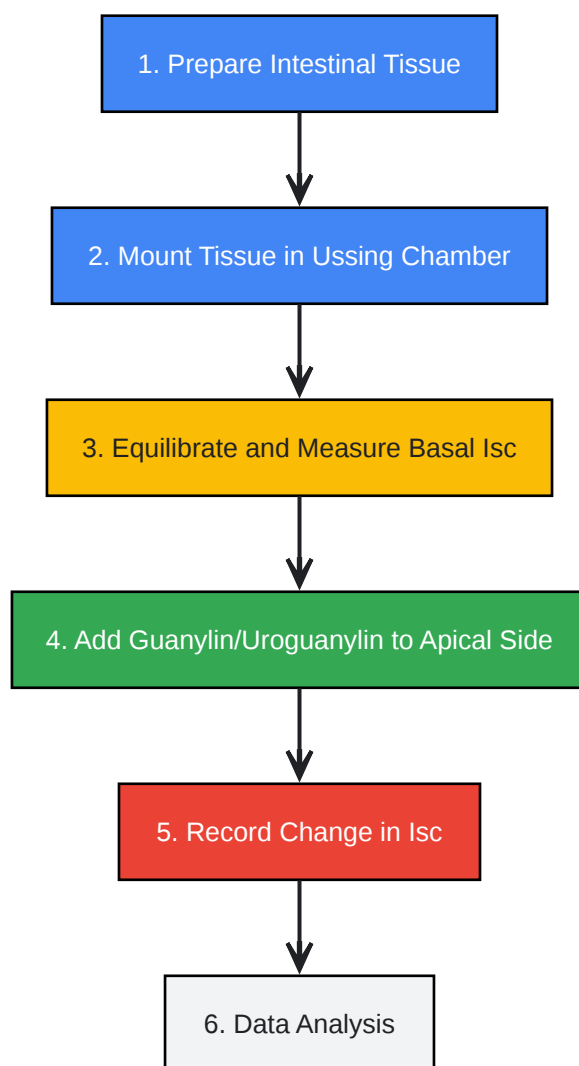 1. Prepare Intestinal Tissue
2. Mount Tissue in Ussing Chamber
3. Equilibrate and Measure Basal Isc
4. Add Guanylin/Uroguanylin to Apical Side
5. Record Change in Isc
6. Data Analysis